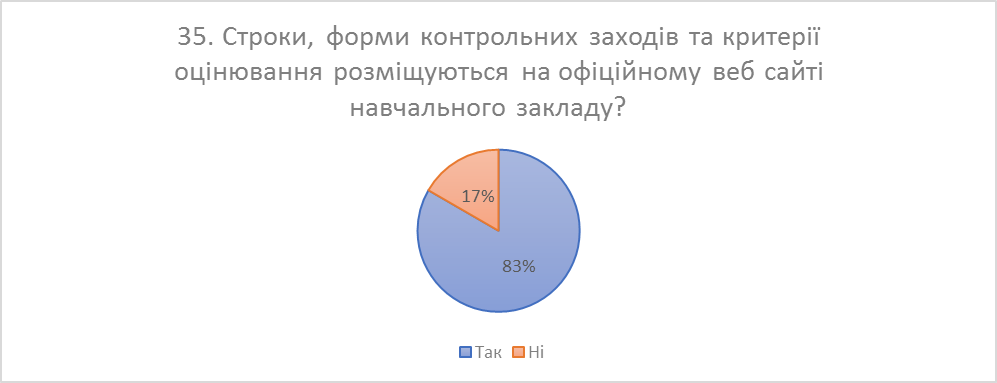 35. Строки, форми контрольних заходів та критерії
оцінювання розміщуються на офіційному веб сайті
навчального закладу?
17%
83%
Так Ні